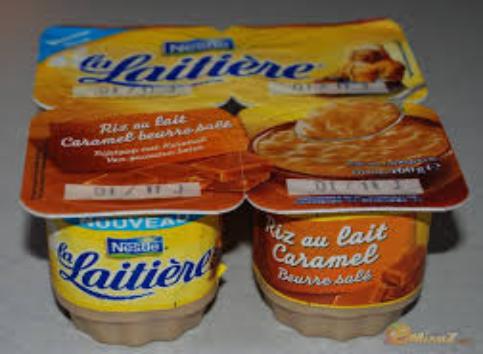 Nestlé
la Laitière
01/11 J
01/11 J
Riz au lait
Caramel beurre salé
01/11 J
01/11 J
NOUVEAU
Nestlé
la Laitière
Riz au lait
Caramel
Beurre salé